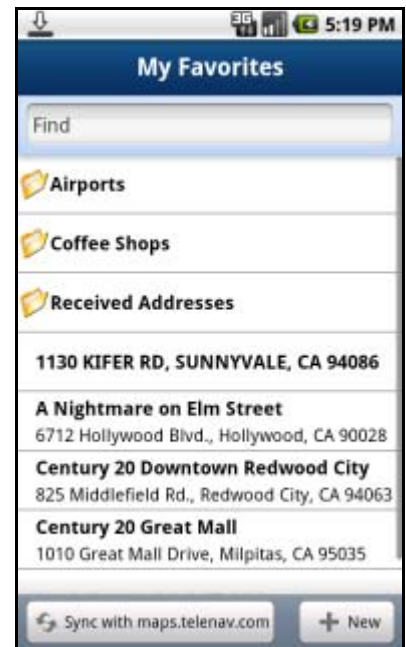 3G 5:19 PM
My Favorites
Find
Airports
Coffee Shops
Received Addresses
1130 KIFER RD, SUNNYVALE, CA 94086
A Nightmare on Elm Street
6712 Hollywood Blvd., Hollywood, CA 90028
Century 20 Downtown Redwood City
825 Middlefield Rd., Redwood City, CA 94063
Century 20 Great Mall
1010 Great Mall Drive, Milpitas, CA 95035
Sync with maps.telenav.com
New